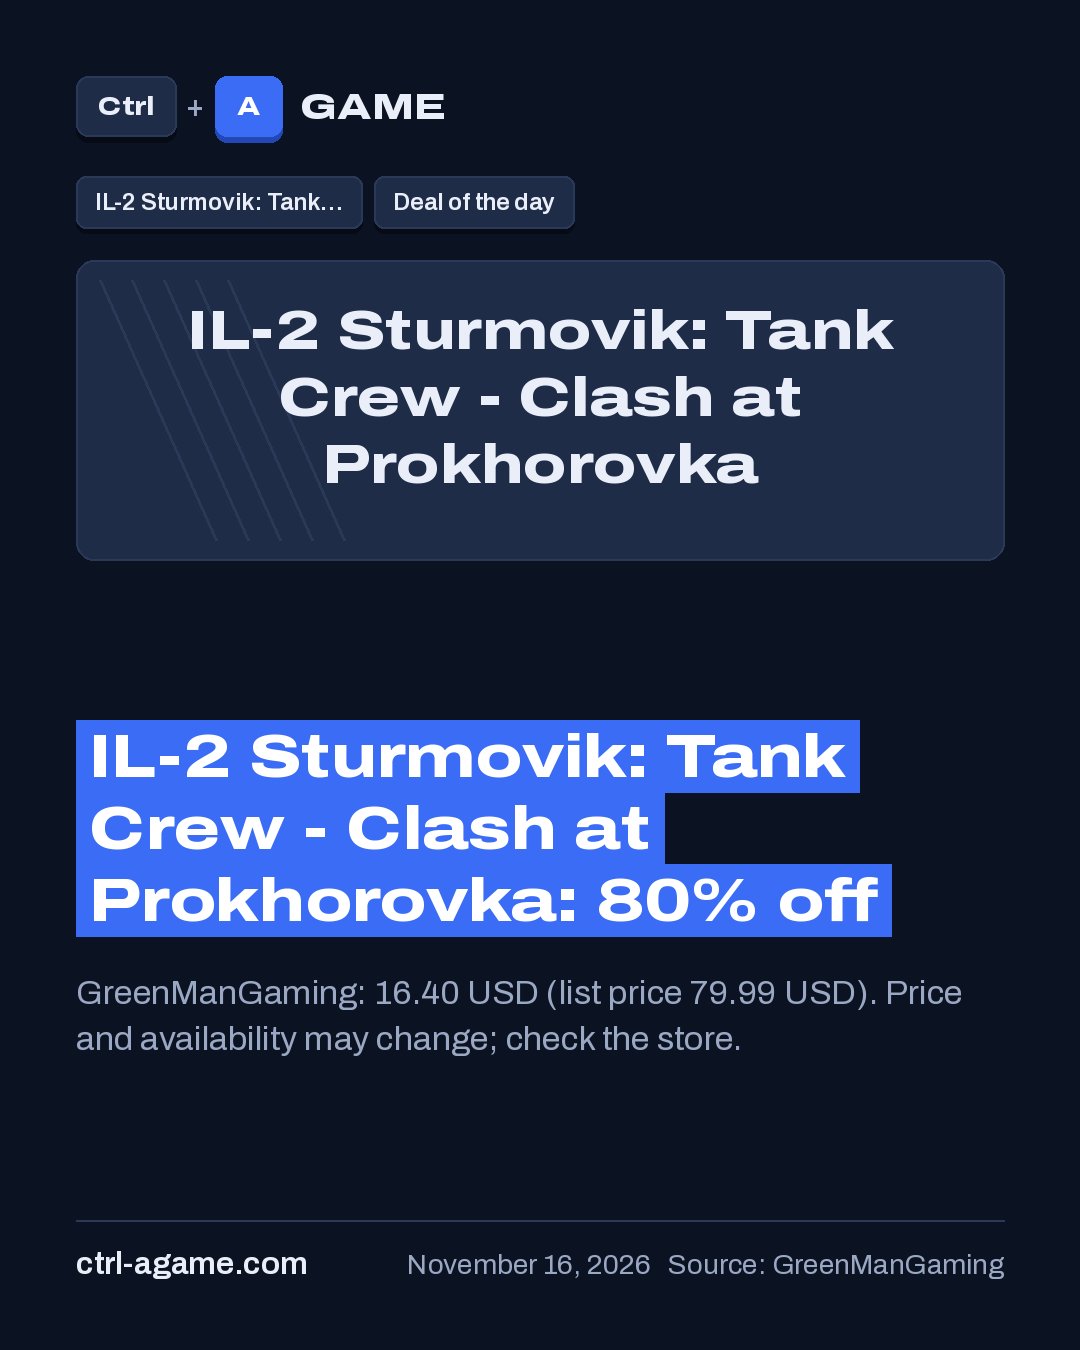 Ctrl + A GAME
IL-2 Sturmovik: Tank... Deal of the day
IL-2 Sturmovik: Tank
Crew - Clash at
Prokhorovka
IL-2 Sturmovik: Tank
Crew - Clash at
Prokhorovka: 80% off
GreenManGaming: 16.40 USD (list price 79.99 USD). Price
and availability may change; check the store.
ctrl-agame.com November 16, 2026 Source: GreenManGaming